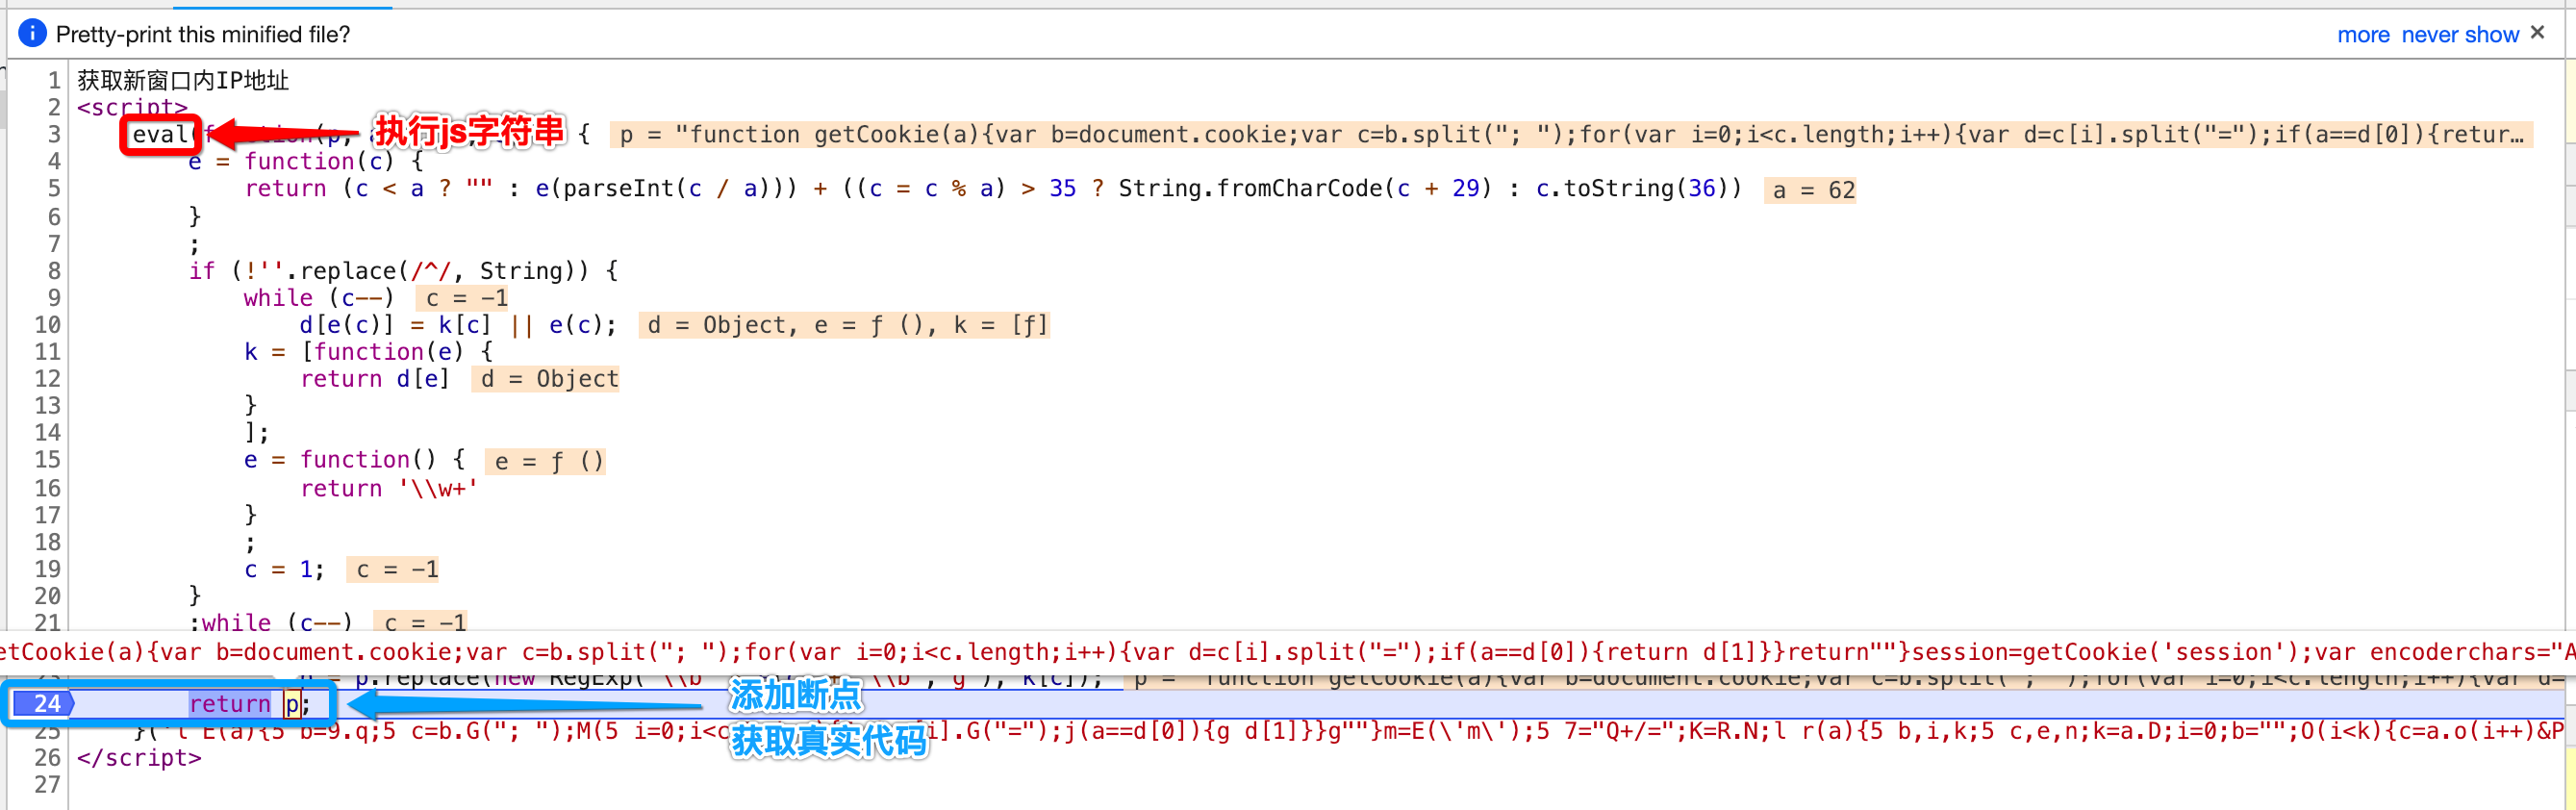 Pretty-print this minified file?
more never show ×
1 获取新窗口内IP地址
2 <script>
3 eval( 执行js字符串 { p = "function getCookie(a){var b=document.cookie;var c=b.split("; ");for(var i=0;i<c.length;i++){var d=c[i].split("=");if(a==d[0]){retur…
4 e = function(c) {
5 return (c < a ? "" : e(parseInt(c / a))) + ((c = c % a) > 35 ? String.fromCharCode(c + 29) : c.toString(36)) a = 62
6 }
7 ;
8 if (!''.replace(/^/, String)) {
9 while (c--) c = -1
10 d[e(c)] = k[c] || e(c); d = Object, e = ƒ (), k = [ƒ]
11 k = [function(e) {
12 return d[e] d = Object
13 }
14 ];
15 e = function() { e = ƒ ()
16 return '\\w+'
17 }
18 ;
19 c = 1; c = -1
20 }
21 ;while (c--) c = -1
etCookie(a){var b=document.cookie;var c=b.split("; ");for(var i=0;i<c.length;i++){var d=c[i].split("=");if(a==d[0]){return d[1]}}return""}session=getCookie('session');var encoderchars="A
p.replace(new RegExp( k[c]); p = function getCookie(a){var b=document.cookie;var c=b.split( );for(var i=0;i<c.length;i++){var d=
24 return p; 添加断点
25 }('l E(a){5 b=9.q;5 c=b.G("; ");M(5 i=0;i<c 获取真实代码 [i].G("=");j(a==d[0]){g d[1]}}g""}m=E(\'m\');5 7="Q+/=";K=R.N;l r(a){5 b,i,k;5 c,e,n;k=a.D;i=0;b="";O(i<k){c=a.o(i++)&P
26 </script>
27